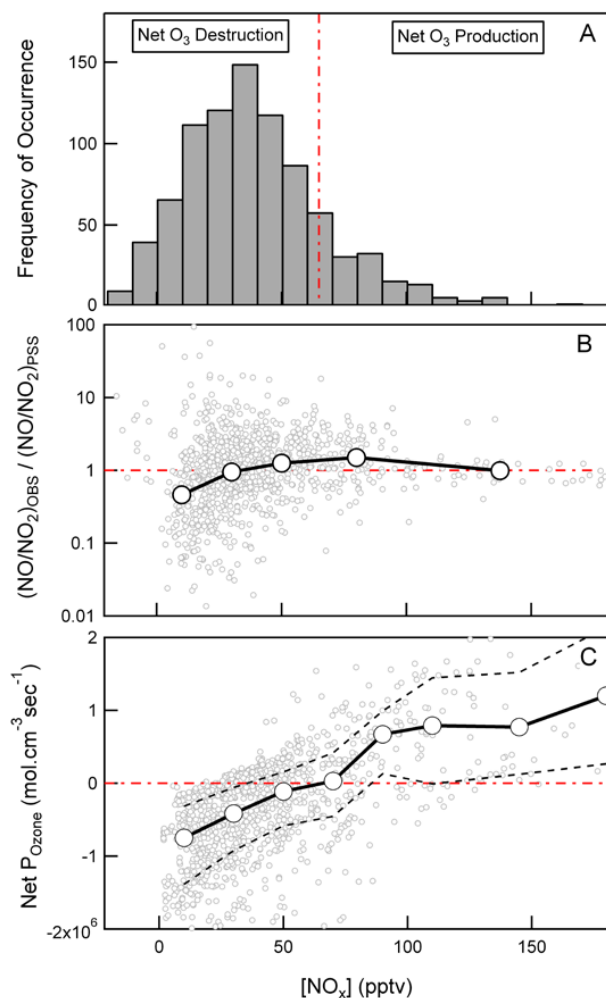 Net O₃ Destruction
Net O₃ Production
A
Frequency of Occurrence
150
100
50
0
B
(NO/NO₂)OBS / (NO/NO₂)PSS
100
10
1
0.1
0.01
C
Net POzone (mol.cm⁻³ sec⁻¹)
2
1
0
-1
-2x10⁶
0
50
100
150
[NOₓ] (pptv)